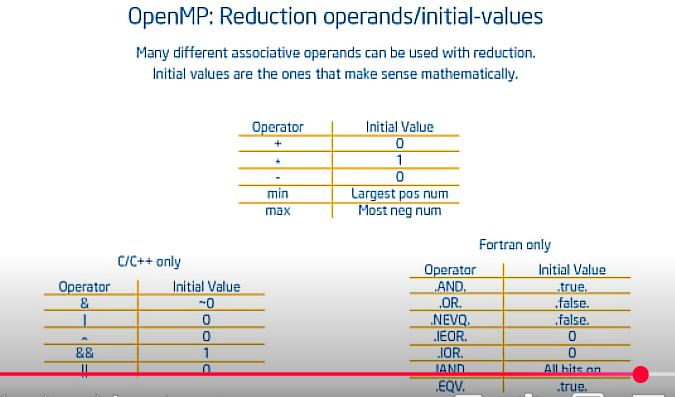 OpenMP: Reduction operands/initial-values
Many different associative operands can be used with reduction.
Initial values are the ones that make sense mathematically.
Operator Initial Value
+ 0
* 1
- 0
min Largest pos num
max Most neg num
C/C++ only
Operator Initial Value
& ~0
| 0
^ 0
&& 1
|| 0
Fortran only
Operator Initial Value
.AND. .true.
.OR. .false.
.NEVQ. .false.
.IEOR. 0
.IOR. 0
.IAND. All bits on
.EQV. .true.